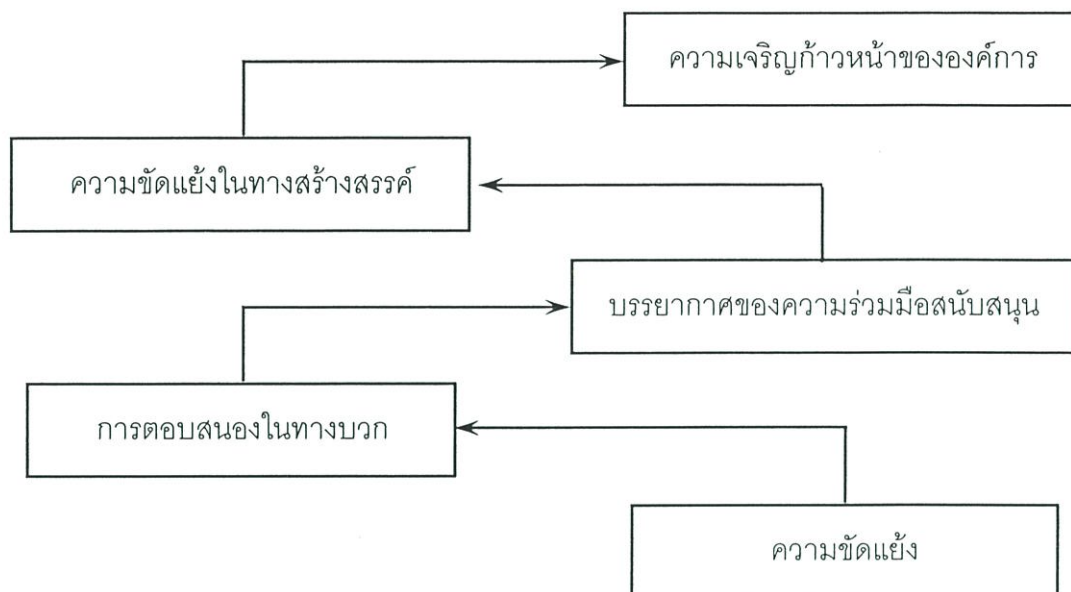 ความเจริญก้าวหน้าขององค์การ
ความขัดแย้งในทางสร้างสรรค์
บรรยากาศของความร่วมมือสนับสนุน
การตอบสนองในทางบวก
ความขัดแย้ง